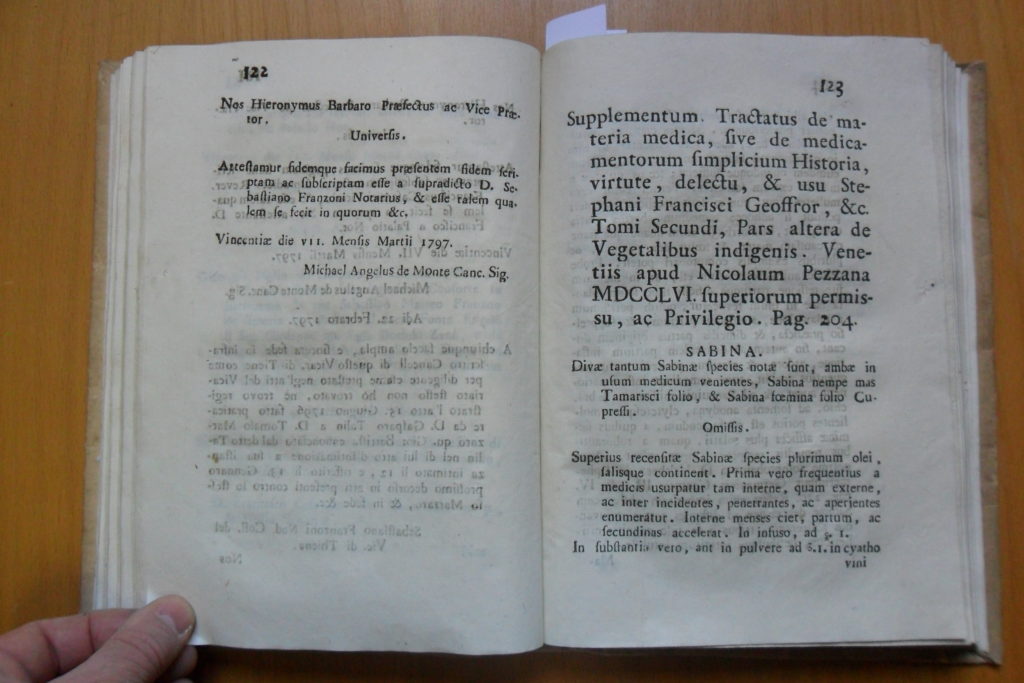 122
Nos Hieronymus Barbaro Præfectus ac Vice Præ-
tor.
Universis.
Attestamur fidemque facimus præsentem fidem scri-
ptam ac subscriptam esse a supradicto D. Se-
bastiano Franzoni Notarius, & esse talem qua-
lem se fecit in quorum &c.
Vincentiæ die VII. Mensis Martii 1797.
Michael Angelus de Monte Canc. Sig.
123
Supplementum. Tractatus de ma-
teria medica, sive de medica-
mentorum simplicium Historia,
virtute, delectu, & usu Ste-
phani Francisci Geoffror, &c.
Tomi Secundi, Pars altera de
Vegetalibus indigenis. Vene-
tiis apud Nicolaum Pezzana
MDCCLVI. superiorum permis-
su, ac Privilegio. Pag. 204.
SABINA.
Divæ tantum Sabinæ species notæ sunt, ambæ in
usum medicum venientes, Sabina nempe mas
Tamarisci folio, & Sabina fœmina folio Cu-
pressi.
Omissis.
Superius recensitæ Sabinæ species plurimum olei,
salisque continent. Prima vero frequentius a
medicis usurpatur tam interne, quam externe,
ac inter incidentes, penetrantes, ac aperientes
enumeratur. Interne menses ciet, partum, ac
secundinas accelerat. In infuso, ad 1.
In substantia vero, aut in pulvere ad 1. in cyatho
vini